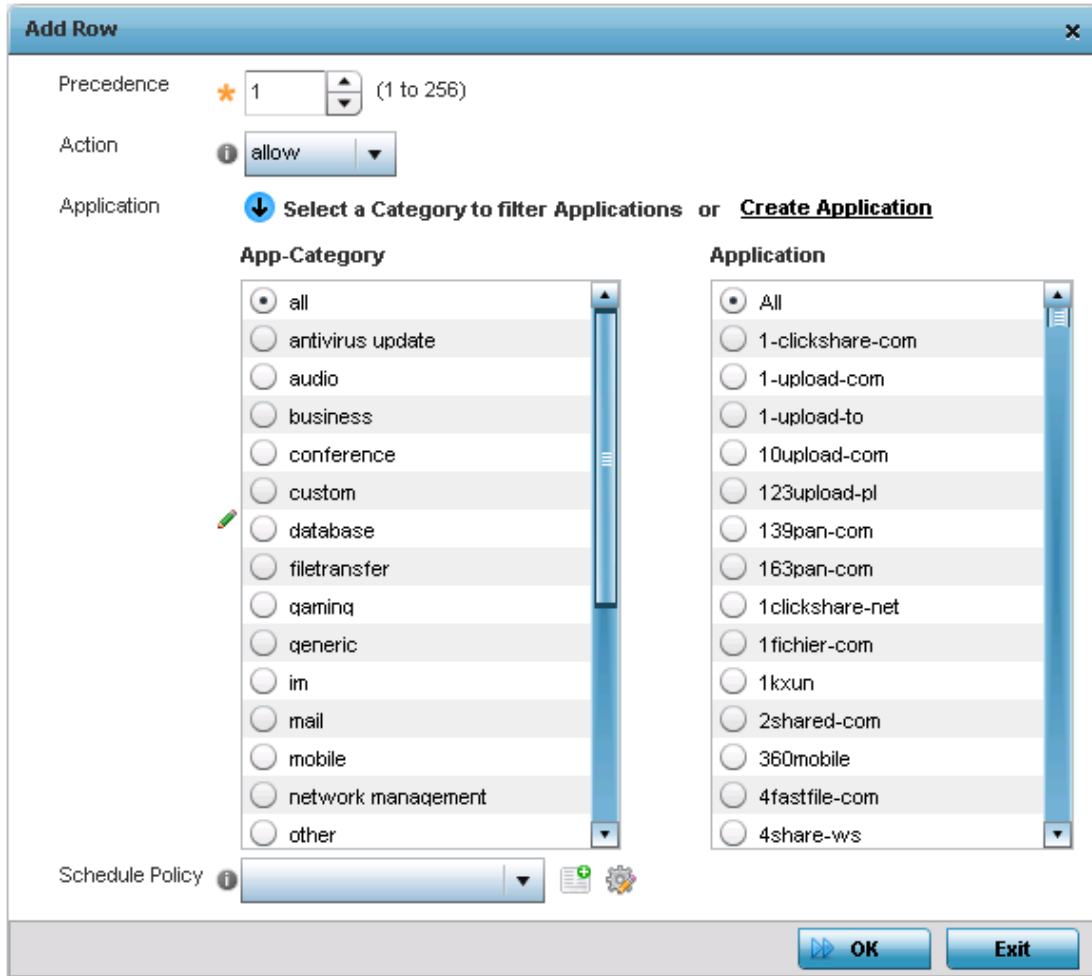 Add Row
Precedence 1 (1 to 256)
Action allow
Application Select a Category to filter Applications or Create Application
App-Category
all
antivirus update
audio
business
conference
custom
database
filetransfer
gaming
generic
im
mail
mobile
network management
other
Application
All
1-clickshare-com
1-upload-com
1-upload-to
10upload-com
123upload-pl
139pan-com
163pan-com
1clickshare-net
1fichier-com
1kxun
2shared-com
360mobile
4fastfile-com
4share-ws
Schedule Policy
OK
Exit